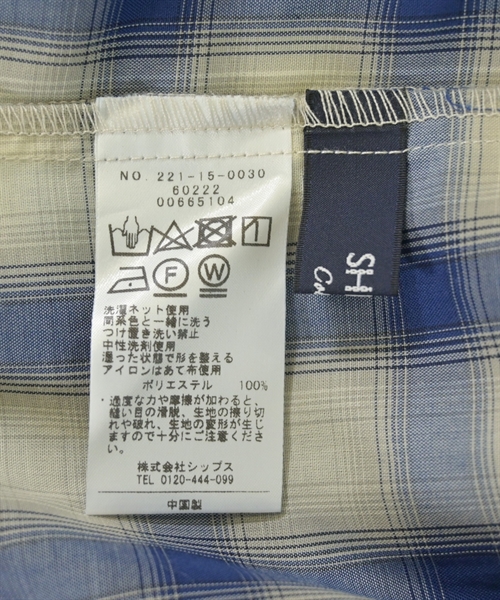 NO. 221-15-0030
60222
00665104
F W
洗濯ネット使用
同系色と一緒に洗う
つけ置き洗い禁止
中性洗剤使用
湿った状態で形を整える
アイロンはあて布使用
ポリエステル 100%
・過度な力や摩擦が加わると、
縫い目の滑脱、生地の擦り切
れや破れ、生地の変形が生じ
ますので十分にご注意くださ
い。
株式会社シップス
TEL 0120-444-099
中国製
SH
Co